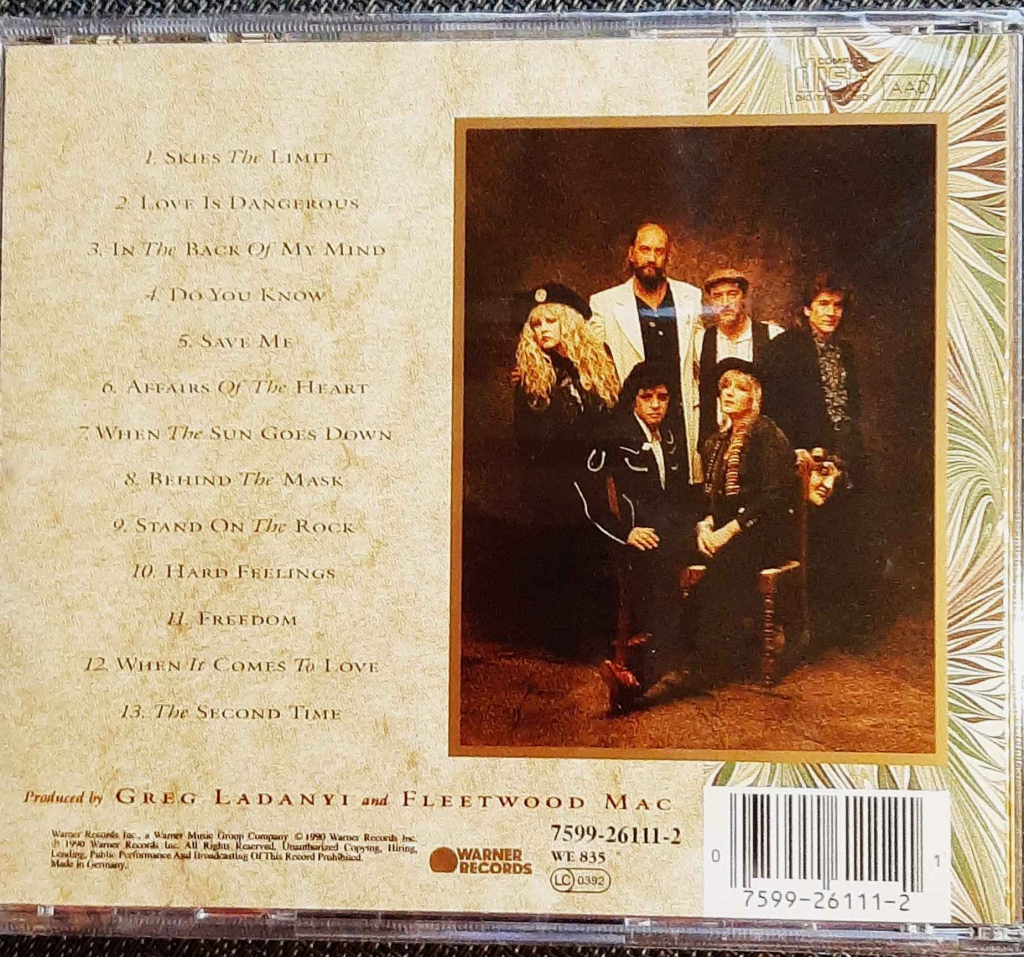 COMPACT
disc
DIGITAL AUDIO
AAD
1. SKIES The LIMIT
2. LOVE IS DANGEROUS
3. IN The BACK Of MY MIND
4. DO YOU KNOW
5. SAVE ME
6. AFFAIRS Of The HEART
7. WHEN The SUN GOES DOWN
8. BEHIND The MASK
9. STAND ON The ROCK
10. HARD FEELINGS
11. FREEDOM
12. WHEN It COMES To LOVE
13. The SECOND TIME
Produced by GREG LADANYI and FLEETWOOD MAC
Warner Records Inc., a Warner Music Group Company © 1990 Warner Records Inc.
℗ 1990 Warner Records Inc. All Rights Reserved. Unauthorized Copying, Hiring,
Lending, Public Performance And Broadcasting Of This Record Prohibited.
Made in Germany.
WARNER
RECORDS
7599-26111-2
WE 835
LC 0392
0 1
7599-26111-2